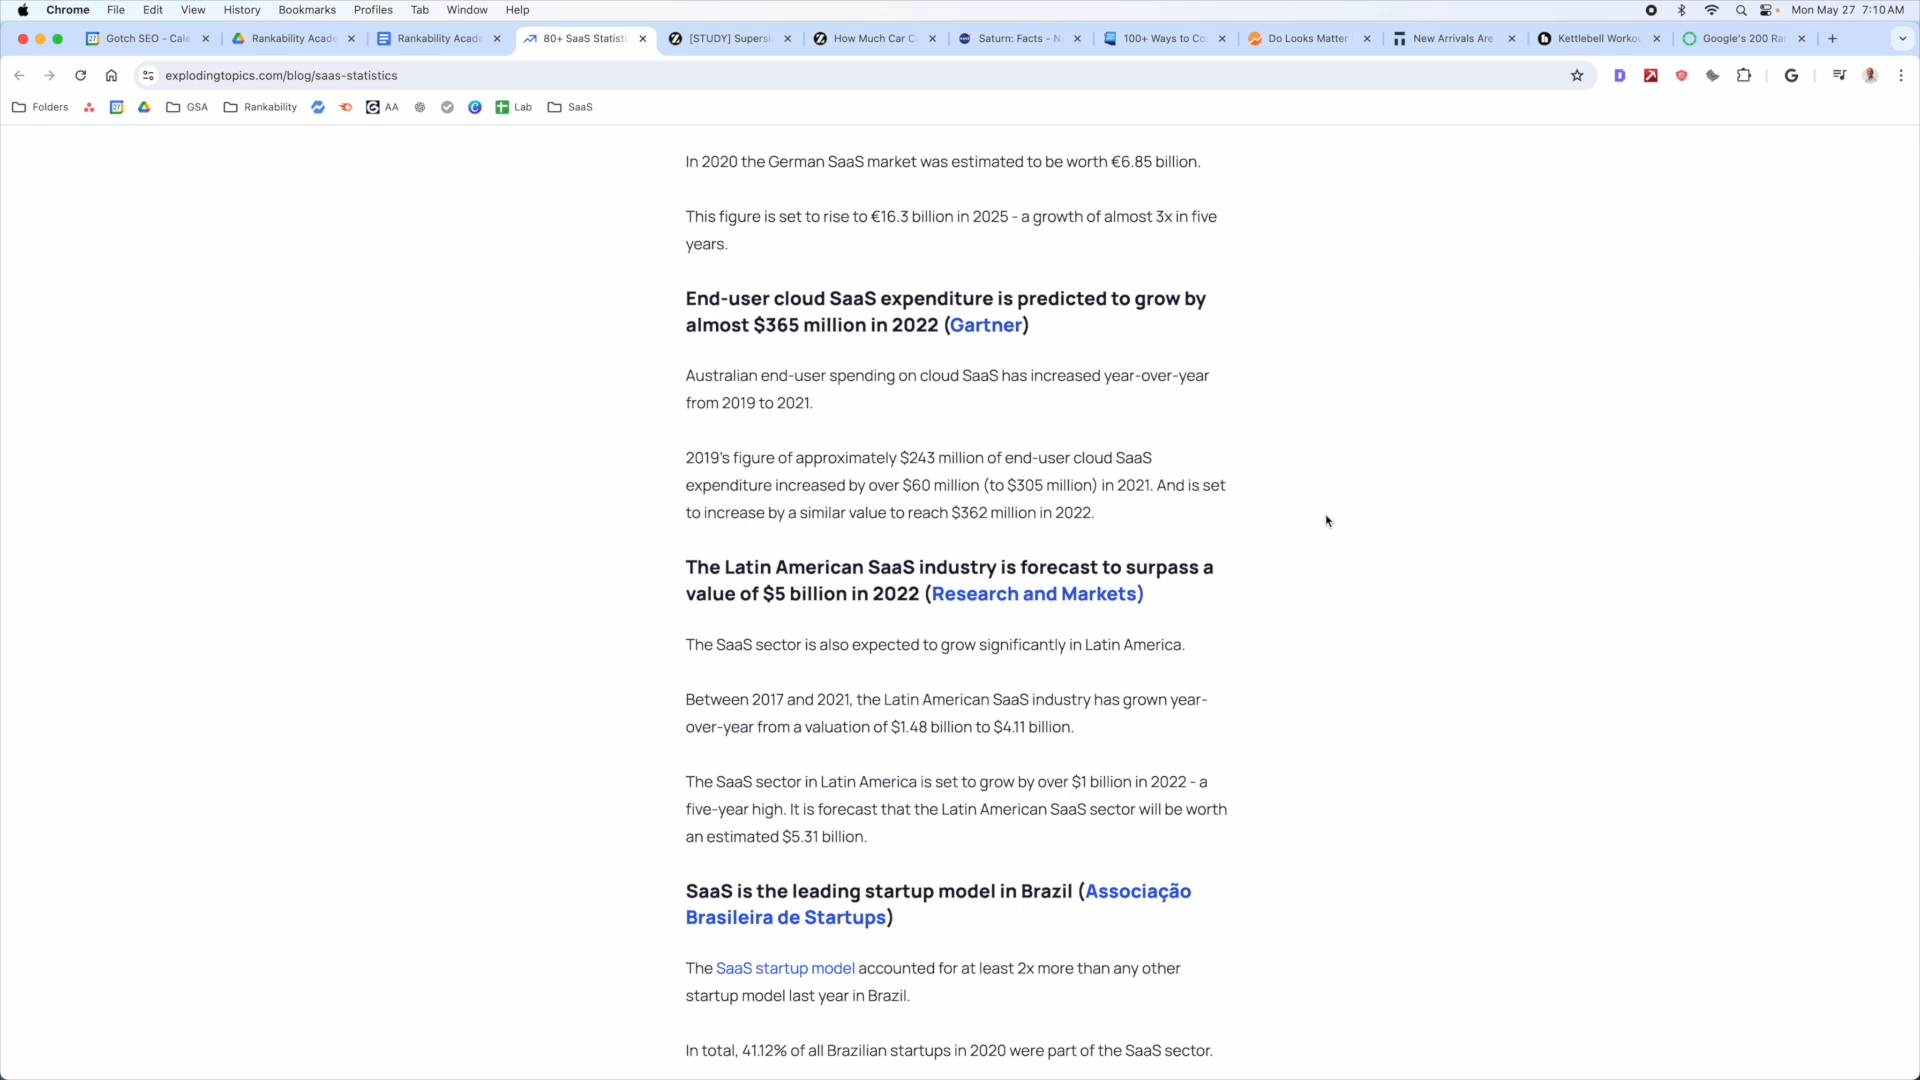 Chrome File Edit View History Bookmarks Profiles Tab Window Help Mon May 27 7:10 AM
Gotch SEO - Cale Rankability Acade Rankability Acade 80+ SaaS Statisti [STUDY] Supersi How Much Car C Saturn: Facts - N 100+ Ways to Co Do Looks Matter New Arrivals Are Kettlebell Workou Google's 200 Ra
explodingtopics.com/blog/saas-statistics
Folders GSA Rankability AA Lab SaaS
In 2020 the German SaaS market was estimated to be worth €6.85 billion.
This figure is set to rise to €16.3 billion in 2025 - a growth of almost 3x in five
years.
End-user cloud SaaS expenditure is predicted to grow by
almost $365 million in 2022 (Gartner)
Australian end-user spending on cloud SaaS has increased year-over-year
from 2019 to 2021.
2019's figure of approximately $243 million of end-user cloud SaaS
expenditure increased by over $60 million (to $305 million) in 2021. And is set
to increase by a similar value to reach $362 million in 2022.
The Latin American SaaS industry is forecast to surpass a
value of $5 billion in 2022 (Research and Markets)
The SaaS sector is also expected to grow significantly in Latin America.
Between 2017 and 2021, the Latin American SaaS industry has grown year-
over-year from a valuation of $1.48 billion to $4.11 billion.
The SaaS sector in Latin America is set to grow by over $1 billion in 2022 - a
five-year high. It is forecast that the Latin American SaaS sector will be worth
an estimated $5.31 billion.
SaaS is the leading startup model in Brazil (Associação
Brasileira de Startups)
The SaaS startup model accounted for at least 2x more than any other
startup model last year in Brazil.
In total, 41.12% of all Brazilian startups in 2020 were part of the SaaS sector.